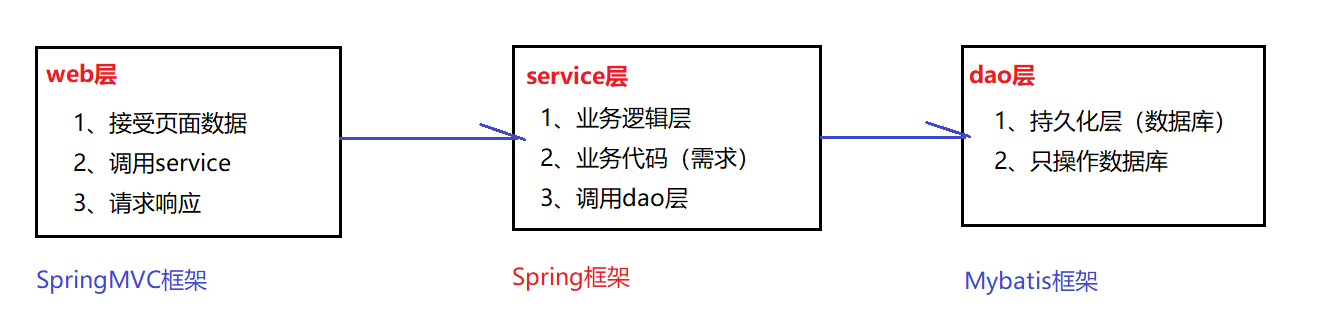 web层
1、接受页面数据
2、调用service
3、请求响应
SpringMVC框架
service层
1、业务逻辑层
2、业务代码（需求）
3、调用dao层
Spring框架
dao层
1、持久化层（数据库）
2、只操作数据库
Mybatis框架